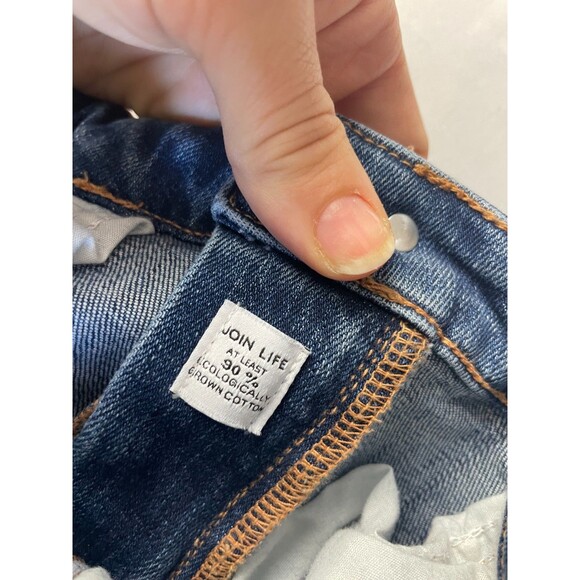 JOIN LIFE
AT LEAST
90%
ECOLOGICALLY
GROWN COTTON